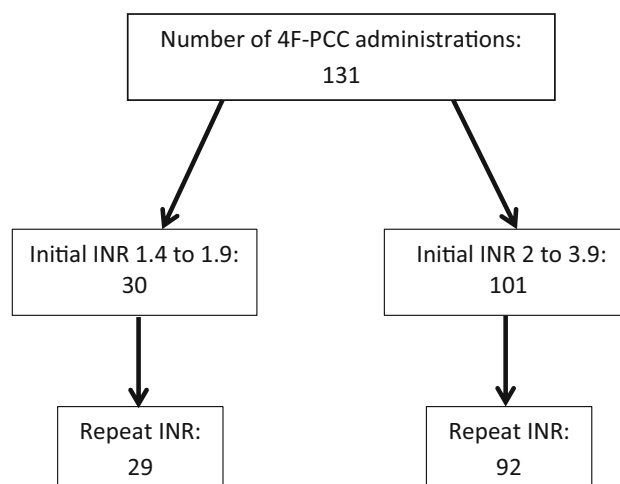 Number of 4F-PCC administrations:
131
Initial INR 1.4 to 1.9:
30
Initial INR 2 to 3.9:
101
Repeat INR:
29
Repeat INR:
92